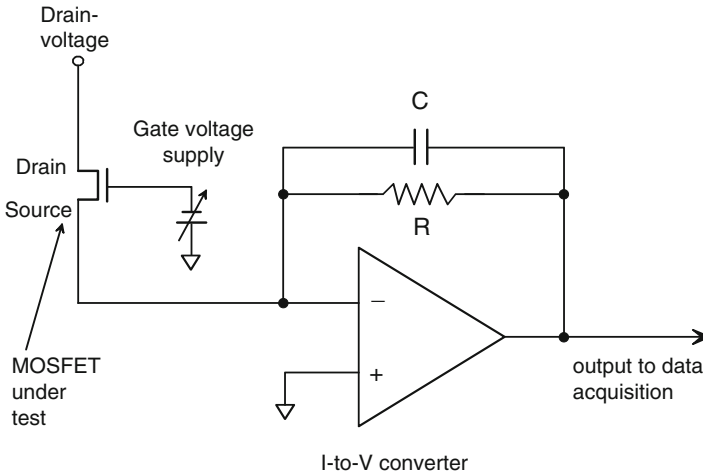 Drain-
voltage
C
Gate voltage
supply
Drain
Source
R
−
+
MOSFET
under
test
output to data
acquisition
I-to-V converter